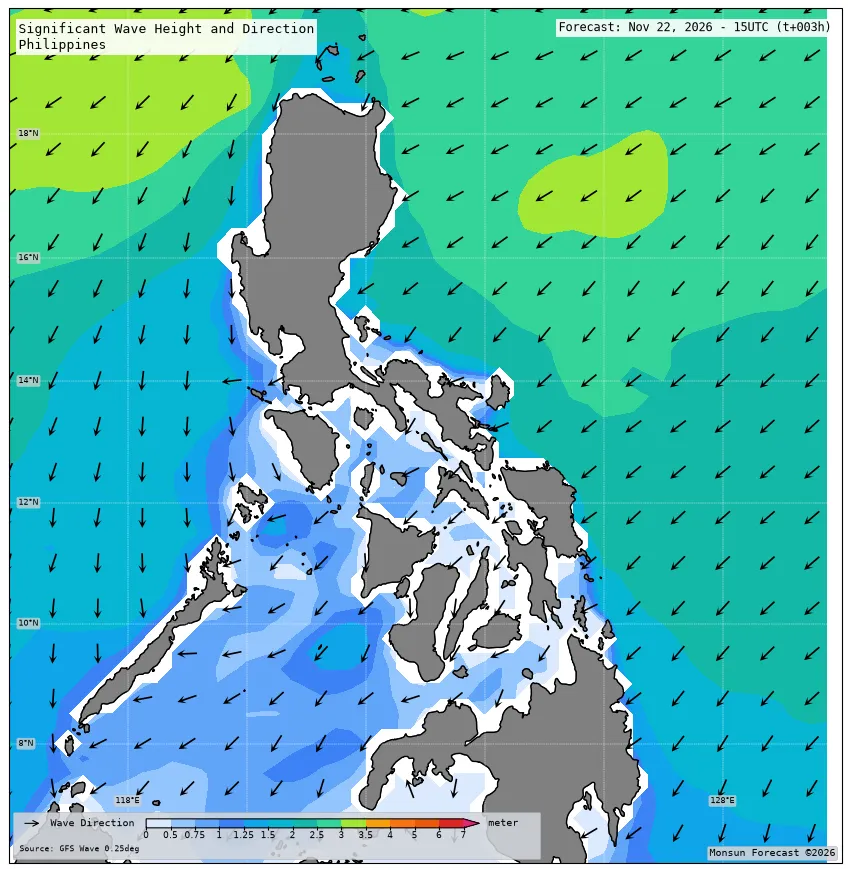 Significant Wave Height and Direction
Philippines
Forecast: Nov 22, 2026 - 15UTC (t+003h)
18°N
16°N
14°N
12°N
10°N
8°N
118°E
128°E
Wave Direction
0 0.5 0.75 1 1.25 1.5 2 2.5 3 3.5 4 5 6 7
meter
Source: GFS Wave 0.25deg
Monsun Forecast ©2026